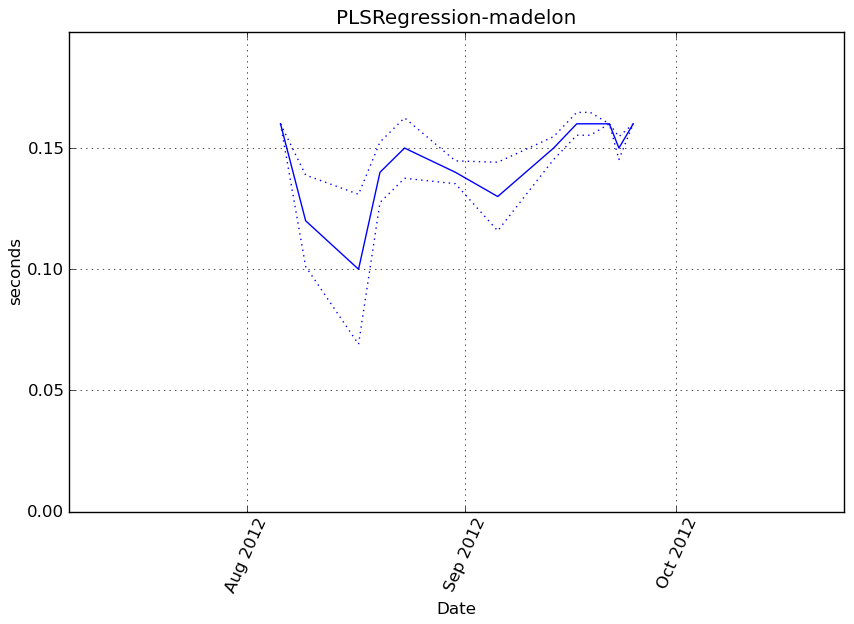 PLSRegression-madelon
seconds
0.15
0.10
0.05
0.00
Aug 2012
Sep 2012
Oct 2012
Date